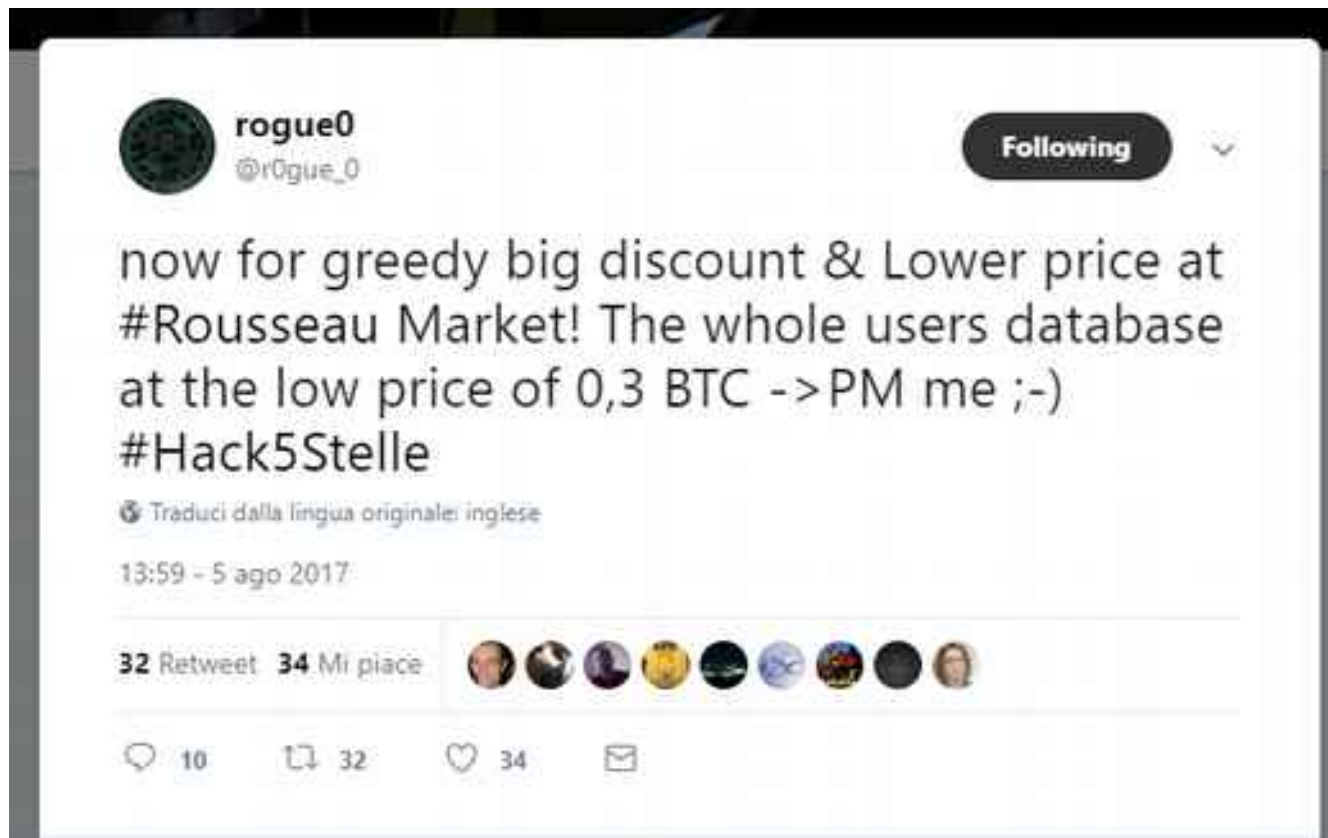 rogue0
@r0gue_0
Following
now for greedy big discount & Lower price at
#Rousseau Market! The whole users database
at the low price of 0,3 BTC ->PM me ;-)
#Hack5Stelle
Traduci dalla lingua originale: inglese
13:59 - 5 ago 2017
32 Retweet 34 Mi piace
10 32 34